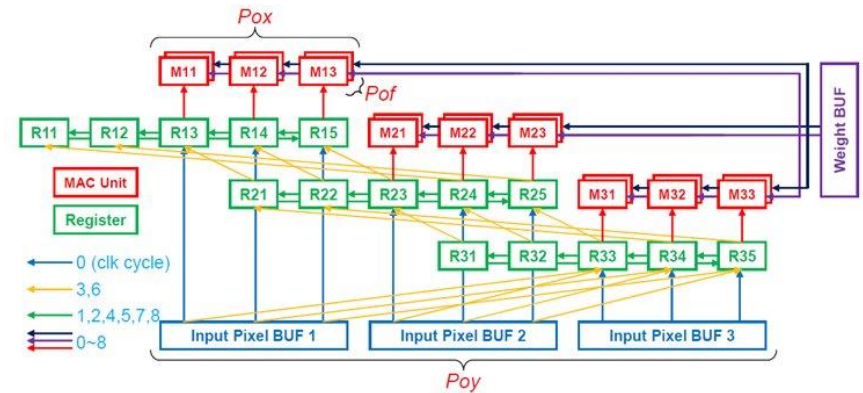 Pox
M11 M12 M13
Pof
R11 R12 R13 R14 R15
M21 M22 M23
Weight BUF
MAC Unit
Register
R21 R22 R23 R24 R25
M31 M32 M33
R31 R32 R33 R34 R35
0 (clk cycle)
3,6
1,2,4,5,7,8
0~8
Input Pixel BUF 1 Input Pixel BUF 2 Input Pixel BUF 3
Poy